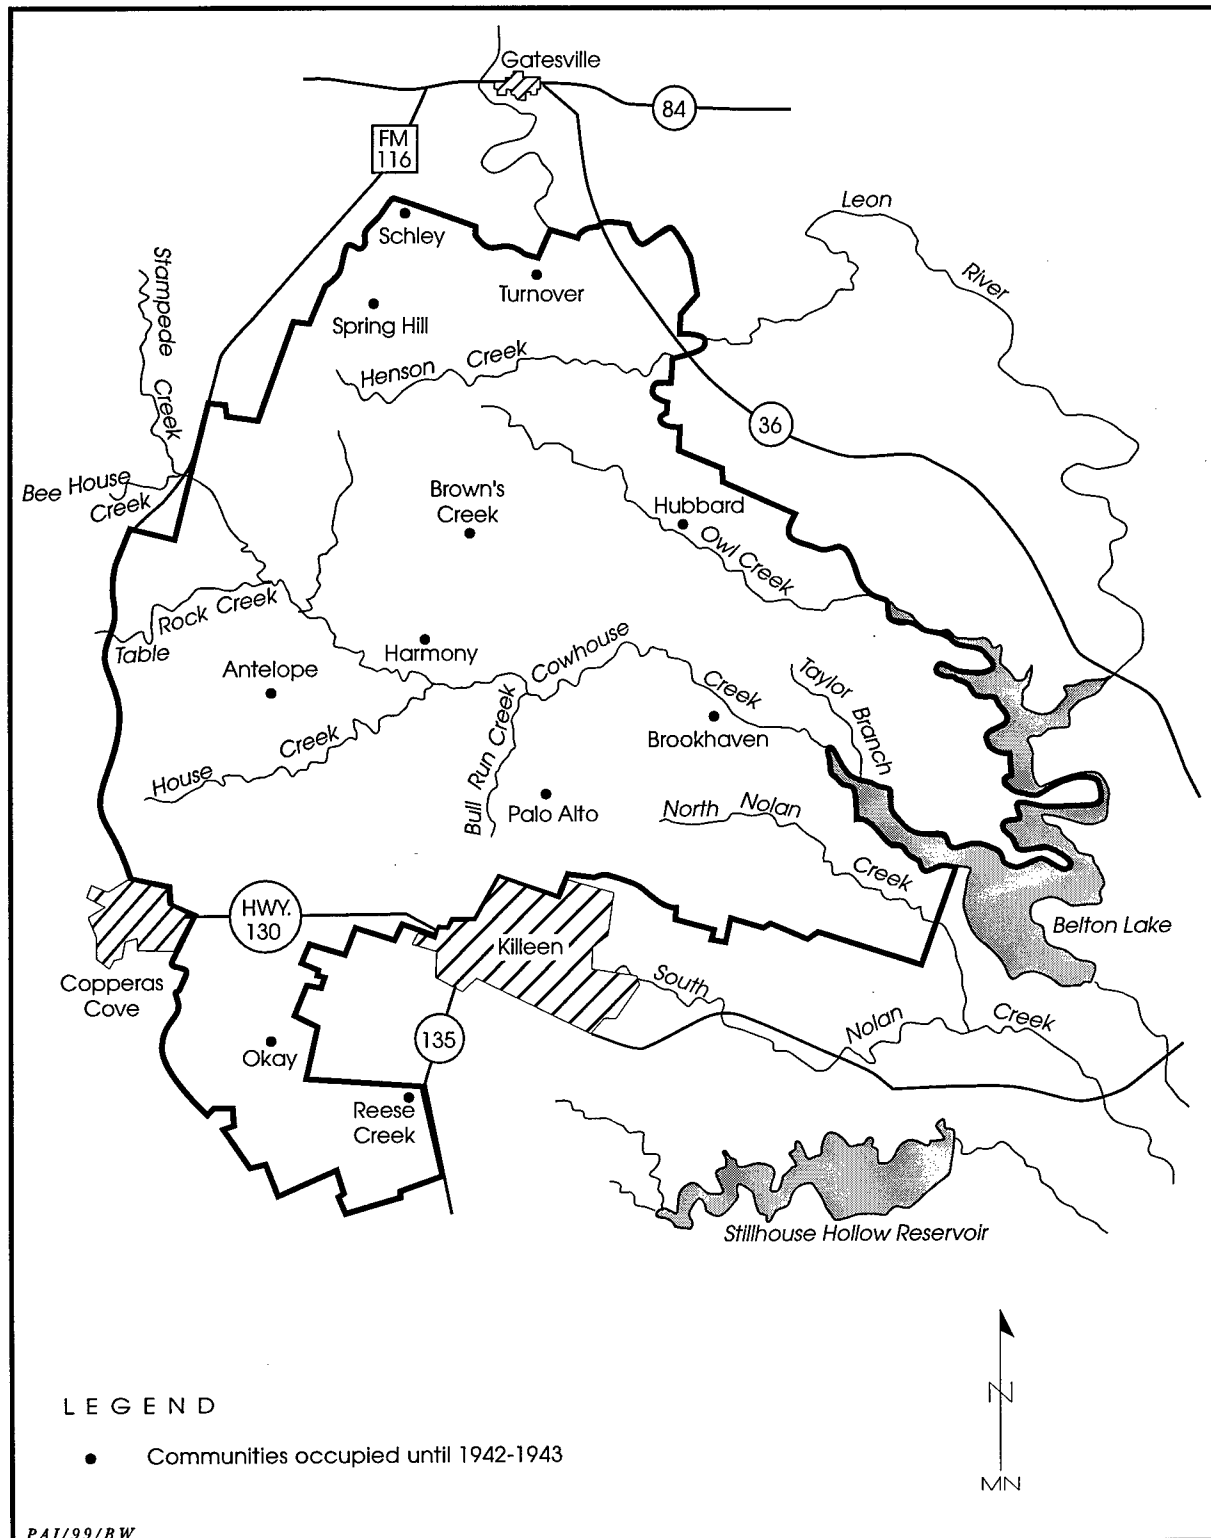 Gatesville
84
FM
116
Leon
River
Schley
Turnover
Stampede Creek
Spring Hill
Henson Creek
36
Bee House
Creek
Brown's
Creek
Hubbard
Owl Creek
Rock Creek
Table
Harmony
Antelope
Cowhouse
Creek
Taylor
Branch
Brookhaven
House Creek
Bull Run Creek
Palo Alto
North Nolan
Creek
HWY.
130
Killeen
Belton Lake
Copperas
Cove
South
Nolan
Creek
135
Okay
Reese
Creek
Stillhouse Hollow Reservoir
N
MN
LEGEND
Communities occupied until 1942-1943
PAI/99/BW